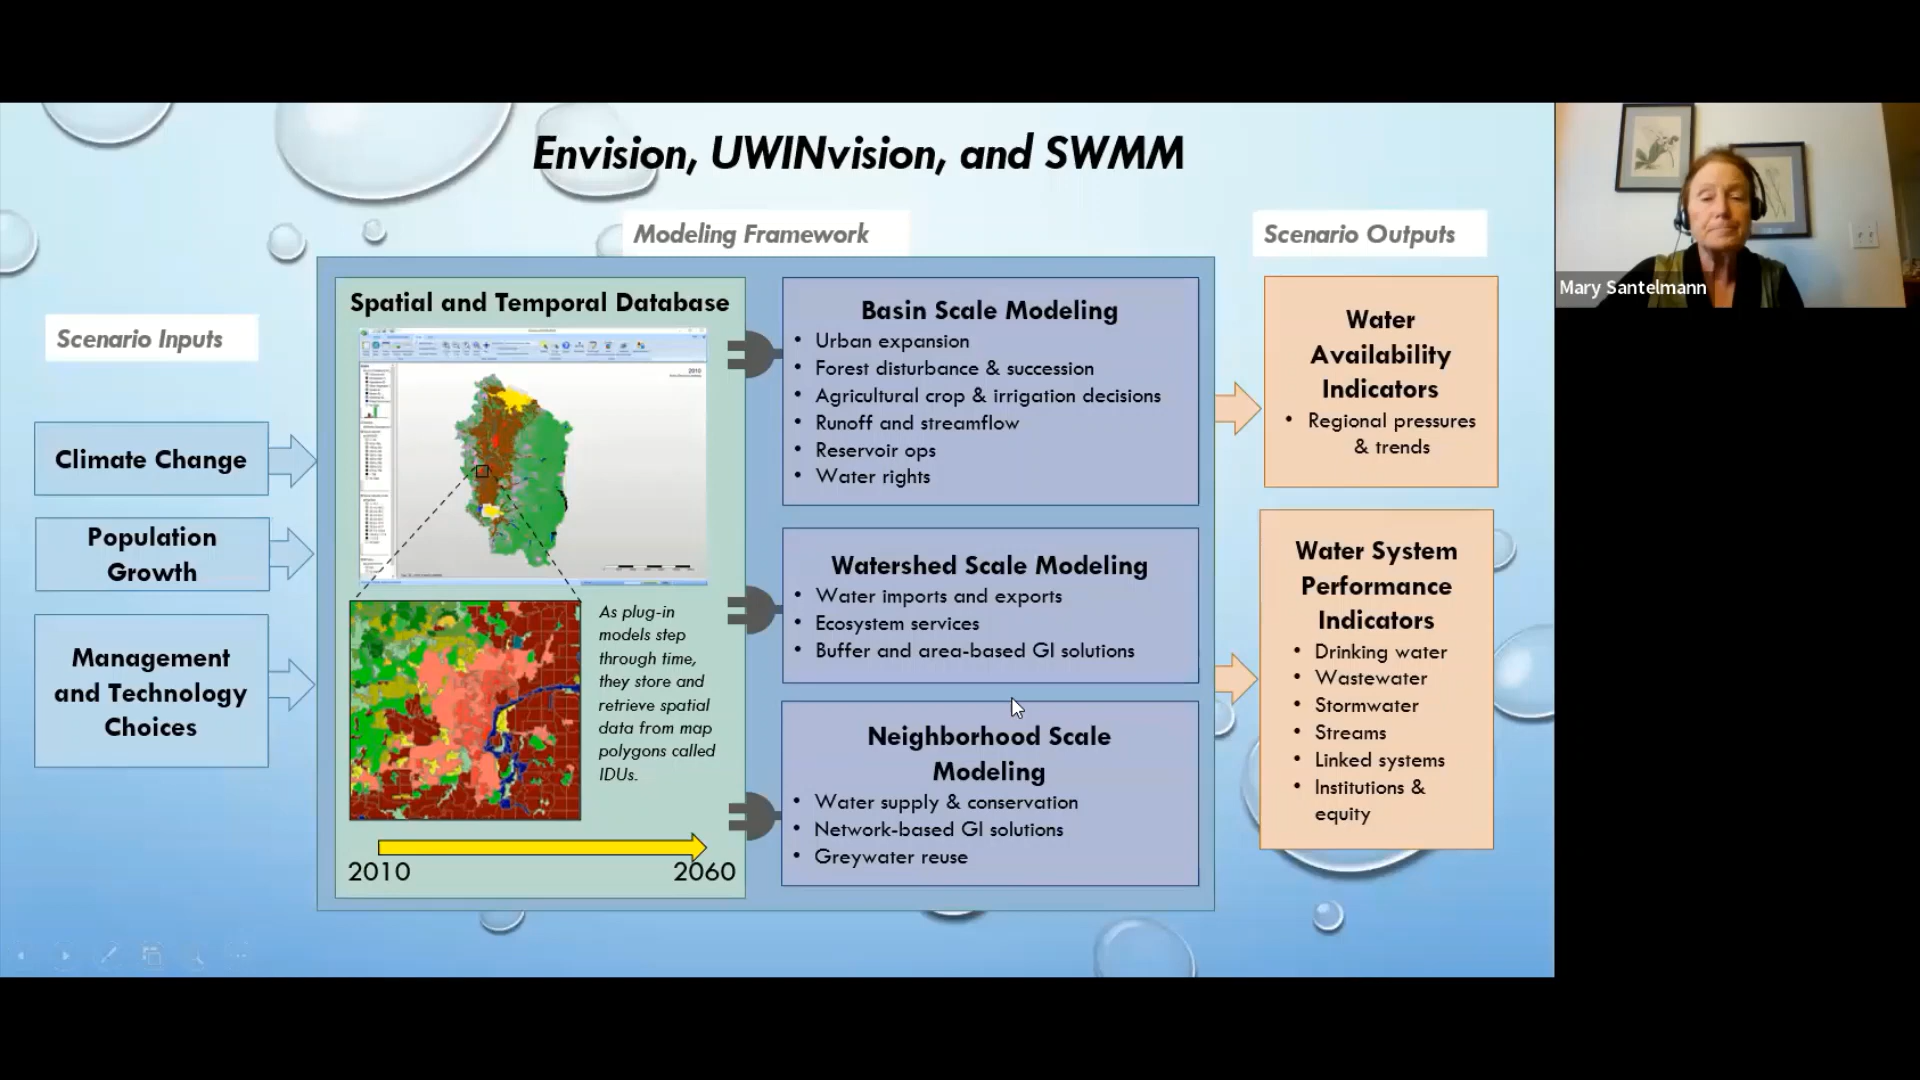 Envision, UWINvision, and SWMM
Modeling Framework
Scenario Outputs
Scenario Inputs
Climate Change
Population
Growth
Management
and Technology
Choices
Spatial and Temporal Database
2010
As plug-in
models step
through time,
they store and
retrieve spatial
data from map
polygons called
IDUs.
2010
2060
Basin Scale Modeling
• Urban expansion
• Forest disturbance & succession
• Agricultural crop & irrigation decisions
• Runoff and streamflow
• Reservoir ops
• Water rights
Watershed Scale Modeling
• Water imports and exports
• Ecosystem services
• Buffer and area-based GI solutions
Neighborhood Scale
Modeling
• Water supply & conservation
• Network-based GI solutions
• Greywater reuse
Water
Availability
Indicators
• Regional pressures
& trends
Water System
Performance
Indicators
• Drinking water
• Wastewater
• Stormwater
• Streams
• Linked systems
• Institutions &
equity
Mary Santelmann